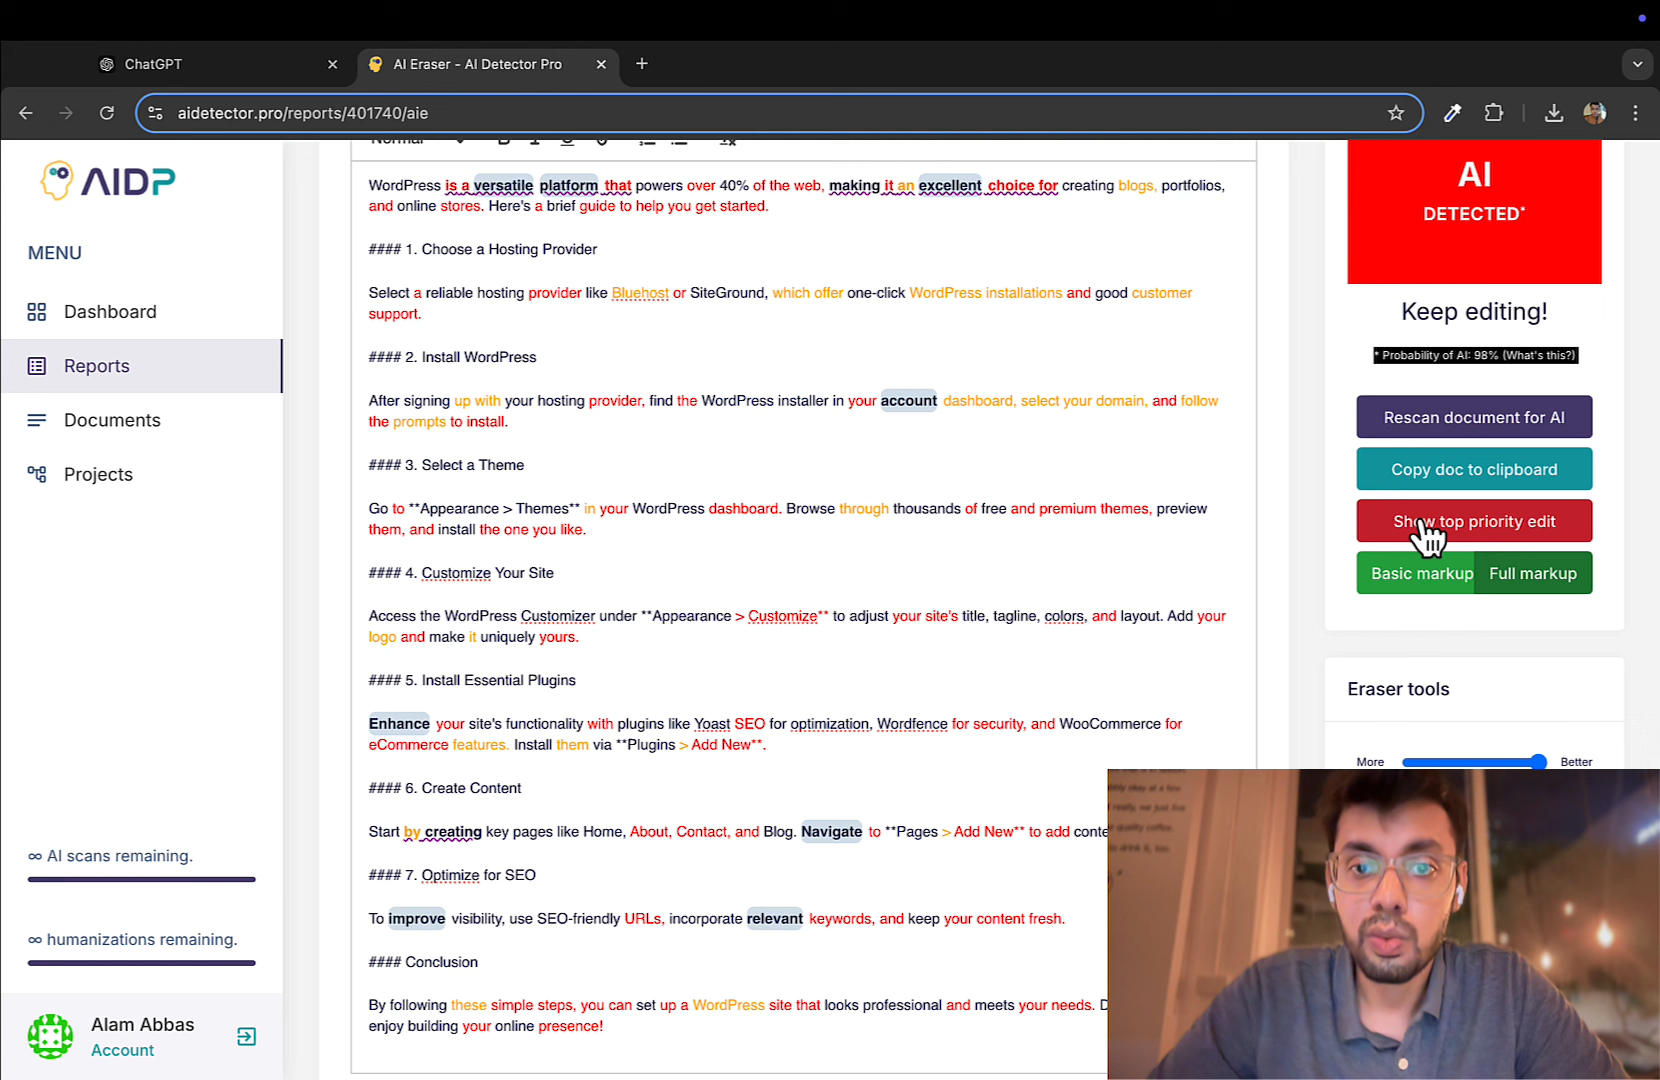 ChatGPT
AI Eraser - AI Detector Pro
aidetector.pro/reports/401740/aie
AIDP
MENU
Dashboard
Reports
Documents
Projects
∞ AI scans remaining.
∞ humanizations remaining.
Alam Abbas
Account
Normal
WordPress is a versatile platform that powers over 40% of the web, making it an excellent choice for creating blogs, portfolios,
and online stores. Here's a brief guide to help you get started.
#### 1. Choose a Hosting Provider
Select a reliable hosting provider like Bluehost or SiteGround, which offer one-click WordPress installations and good customer
support.
#### 2. Install WordPress
After signing up with your hosting provider, find the WordPress installer in your account dashboard, select your domain, and follow
the prompts to install.
#### 3. Select a Theme
Go to **Appearance > Themes** in your WordPress dashboard. Browse through thousands of free and premium themes, preview
them, and install the one you like.
#### 4. Customize Your Site
Access the WordPress Customizer under **Appearance > Customize** to adjust your site's title, tagline, colors, and layout. Add your
logo and make it uniquely yours.
#### 5. Install Essential Plugins
Enhance your site's functionality with plugins like Yoast SEO for optimization, Wordfence for security, and WooCommerce for
eCommerce features. Install them via **Plugins > Add New**.
#### 6. Create Content
Start by creating key pages like Home, About, Contact, and Blog. Navigate to **Pages > Add New** to add conte
#### 7. Optimize for SEO
To improve visibility, use SEO-friendly URLs, incorporate relevant keywords, and keep your content fresh.
#### Conclusion
By following these simple steps, you can set up a WordPress site that looks professional and meets your needs. D
enjoy building your online presence!
AI
DETECTED*
Keep editing!
* Probability of AI: 98% (What's this?)
Rescan document for AI
Copy doc to clipboard
Show top priority edit
Basic markup Full markup
Eraser tools
More Better